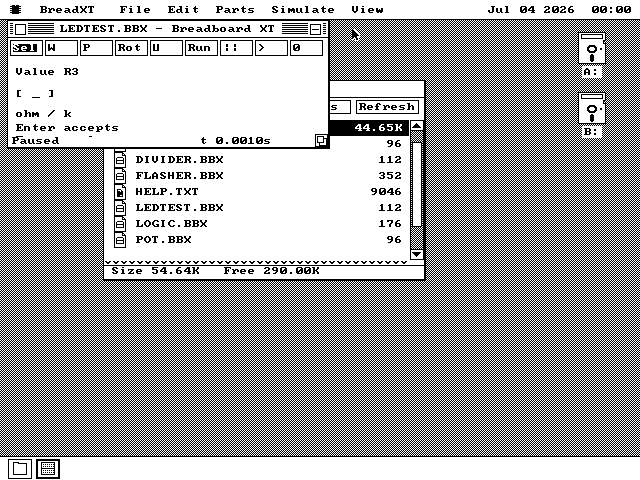 BreadXT File Edit Parts Simulate View Jul 04 2026 00:00
LEDTEST.BBX - Breadboard XT
Sel W P Rot U Run :: > 0
Value R3
[ _ ]
ohm / k
Enter accepts
Paused t 0.0010s
s Refresh
44.65K
96
DIVIDER.BBX 112
FLASHER.BBX 352
HELP.TXT 9046
LEDTEST.BBX 112
LOGIC.BBX 176
POT.BBX 96
Size 54.64K Free 290.00K
A:
B: